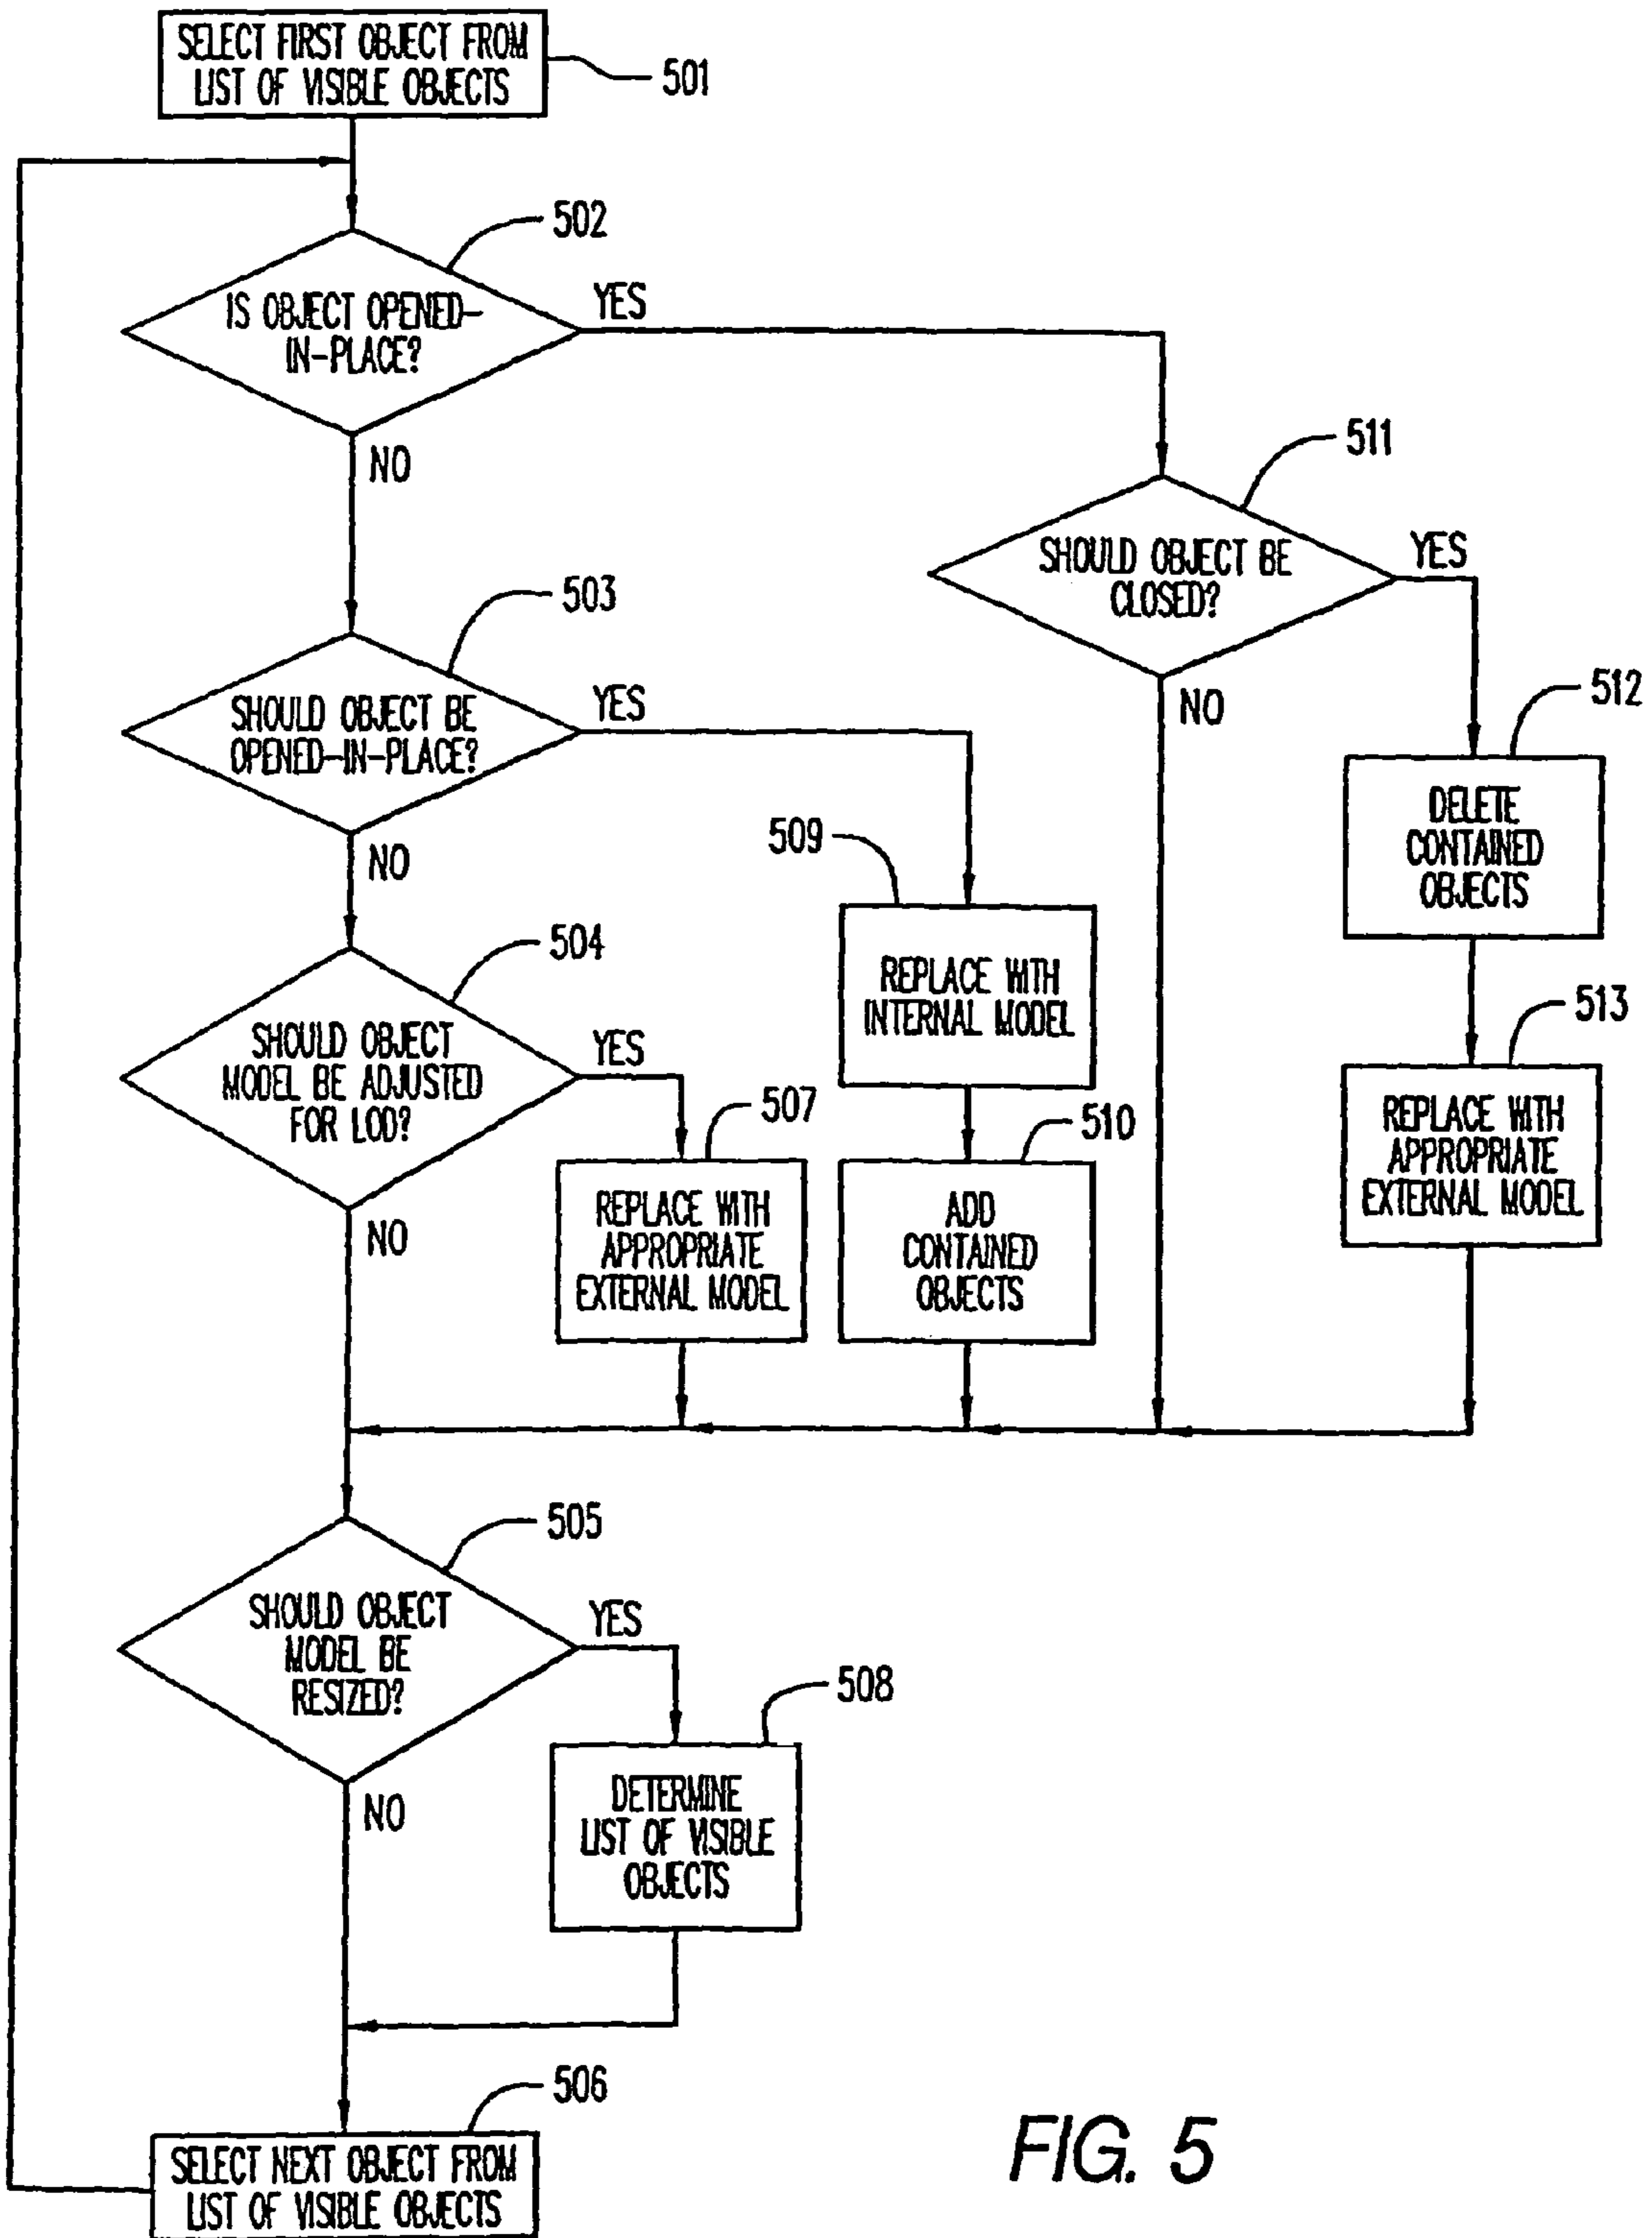 SELECT FIRST OBJECT FROM
LIST OF VISIBLE OBJECTS
501
502
IS OBJECT OPENED-
IN-PLACE?
YES
NO
511
SHOULD OBJECT BE
CLOSED?
YES
NO
503
SHOULD OBJECT BE
OPENED-IN-PLACE?
YES
NO
512
DELETE
CONTAINED
OBJECTS
509
REPLACE WITH
INTERNAL MODEL
504
SHOULD OBJECT
MODEL BE ADJUSTED
FOR LOD?
YES
NO
513
REPLACE WITH
APPROPRIATE
EXTERNAL MODEL
507
REPLACE WITH
APPROPRIATE
EXTERNAL MODEL
510
ADD
CONTAINED
OBJECTS
505
SHOULD OBJECT
MODEL BE
RESIZED?
YES
NO
508
DETERMINE
LIST OF VISIBLE
OBJECTS
506
SELECT NEXT OBJECT FROM
LIST OF VISIBLE OBJECTS
FIG. 5